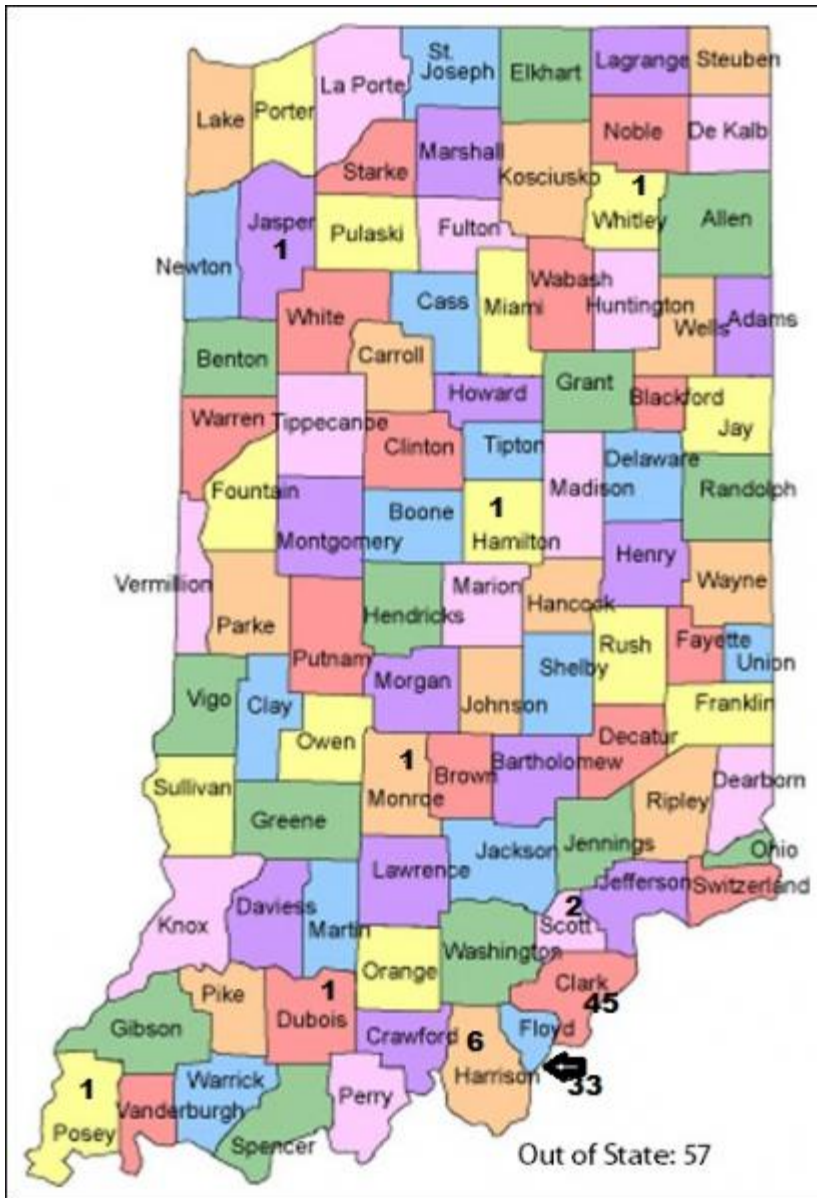 St.
Joseph
Elkhart
Lagrange
Steuben
La Porte
Porter
Lake
Noble
De Kalb
Marshall
Starke
Kosciusko
1
Whitley
Allen
Jasper
1
Pulaski
Fulton
Newton
Wabash
Cass
Miami
Huntington
White
Wells
Adams
Benton
Carroll
Grant
Howard
Blackford
Warren
Tippecanoe
Jay
Clinton
Tipton
Delaware
Fountain
Madison
Randolph
1
Boone
Montgomery
Hamilton
Henry
Vermillion
Marion
Wayne
Hendricks
Hancock
Parke
Rush
Fayette
Putnam
Shelby
Union
Morgan
Vigo
Clay
Johnson
Franklin
Owen
Decatur
1
Brown
Bartholomew
Dearborn
Sullivan
Monroe
Ripley
Greene
Jennings
Jackson
Ohio
Lawrence
Jefferson
Switzerland
Daviess
2
Knox
Martin
Scott
Washington
Orange
Clark
1
Pike
45
Dubois
Gibson
Floyd
Crawford
6
Harrison
33
Warrick
1
Perry
Vanderburgh
Posey
Spencer
Out of State: 57